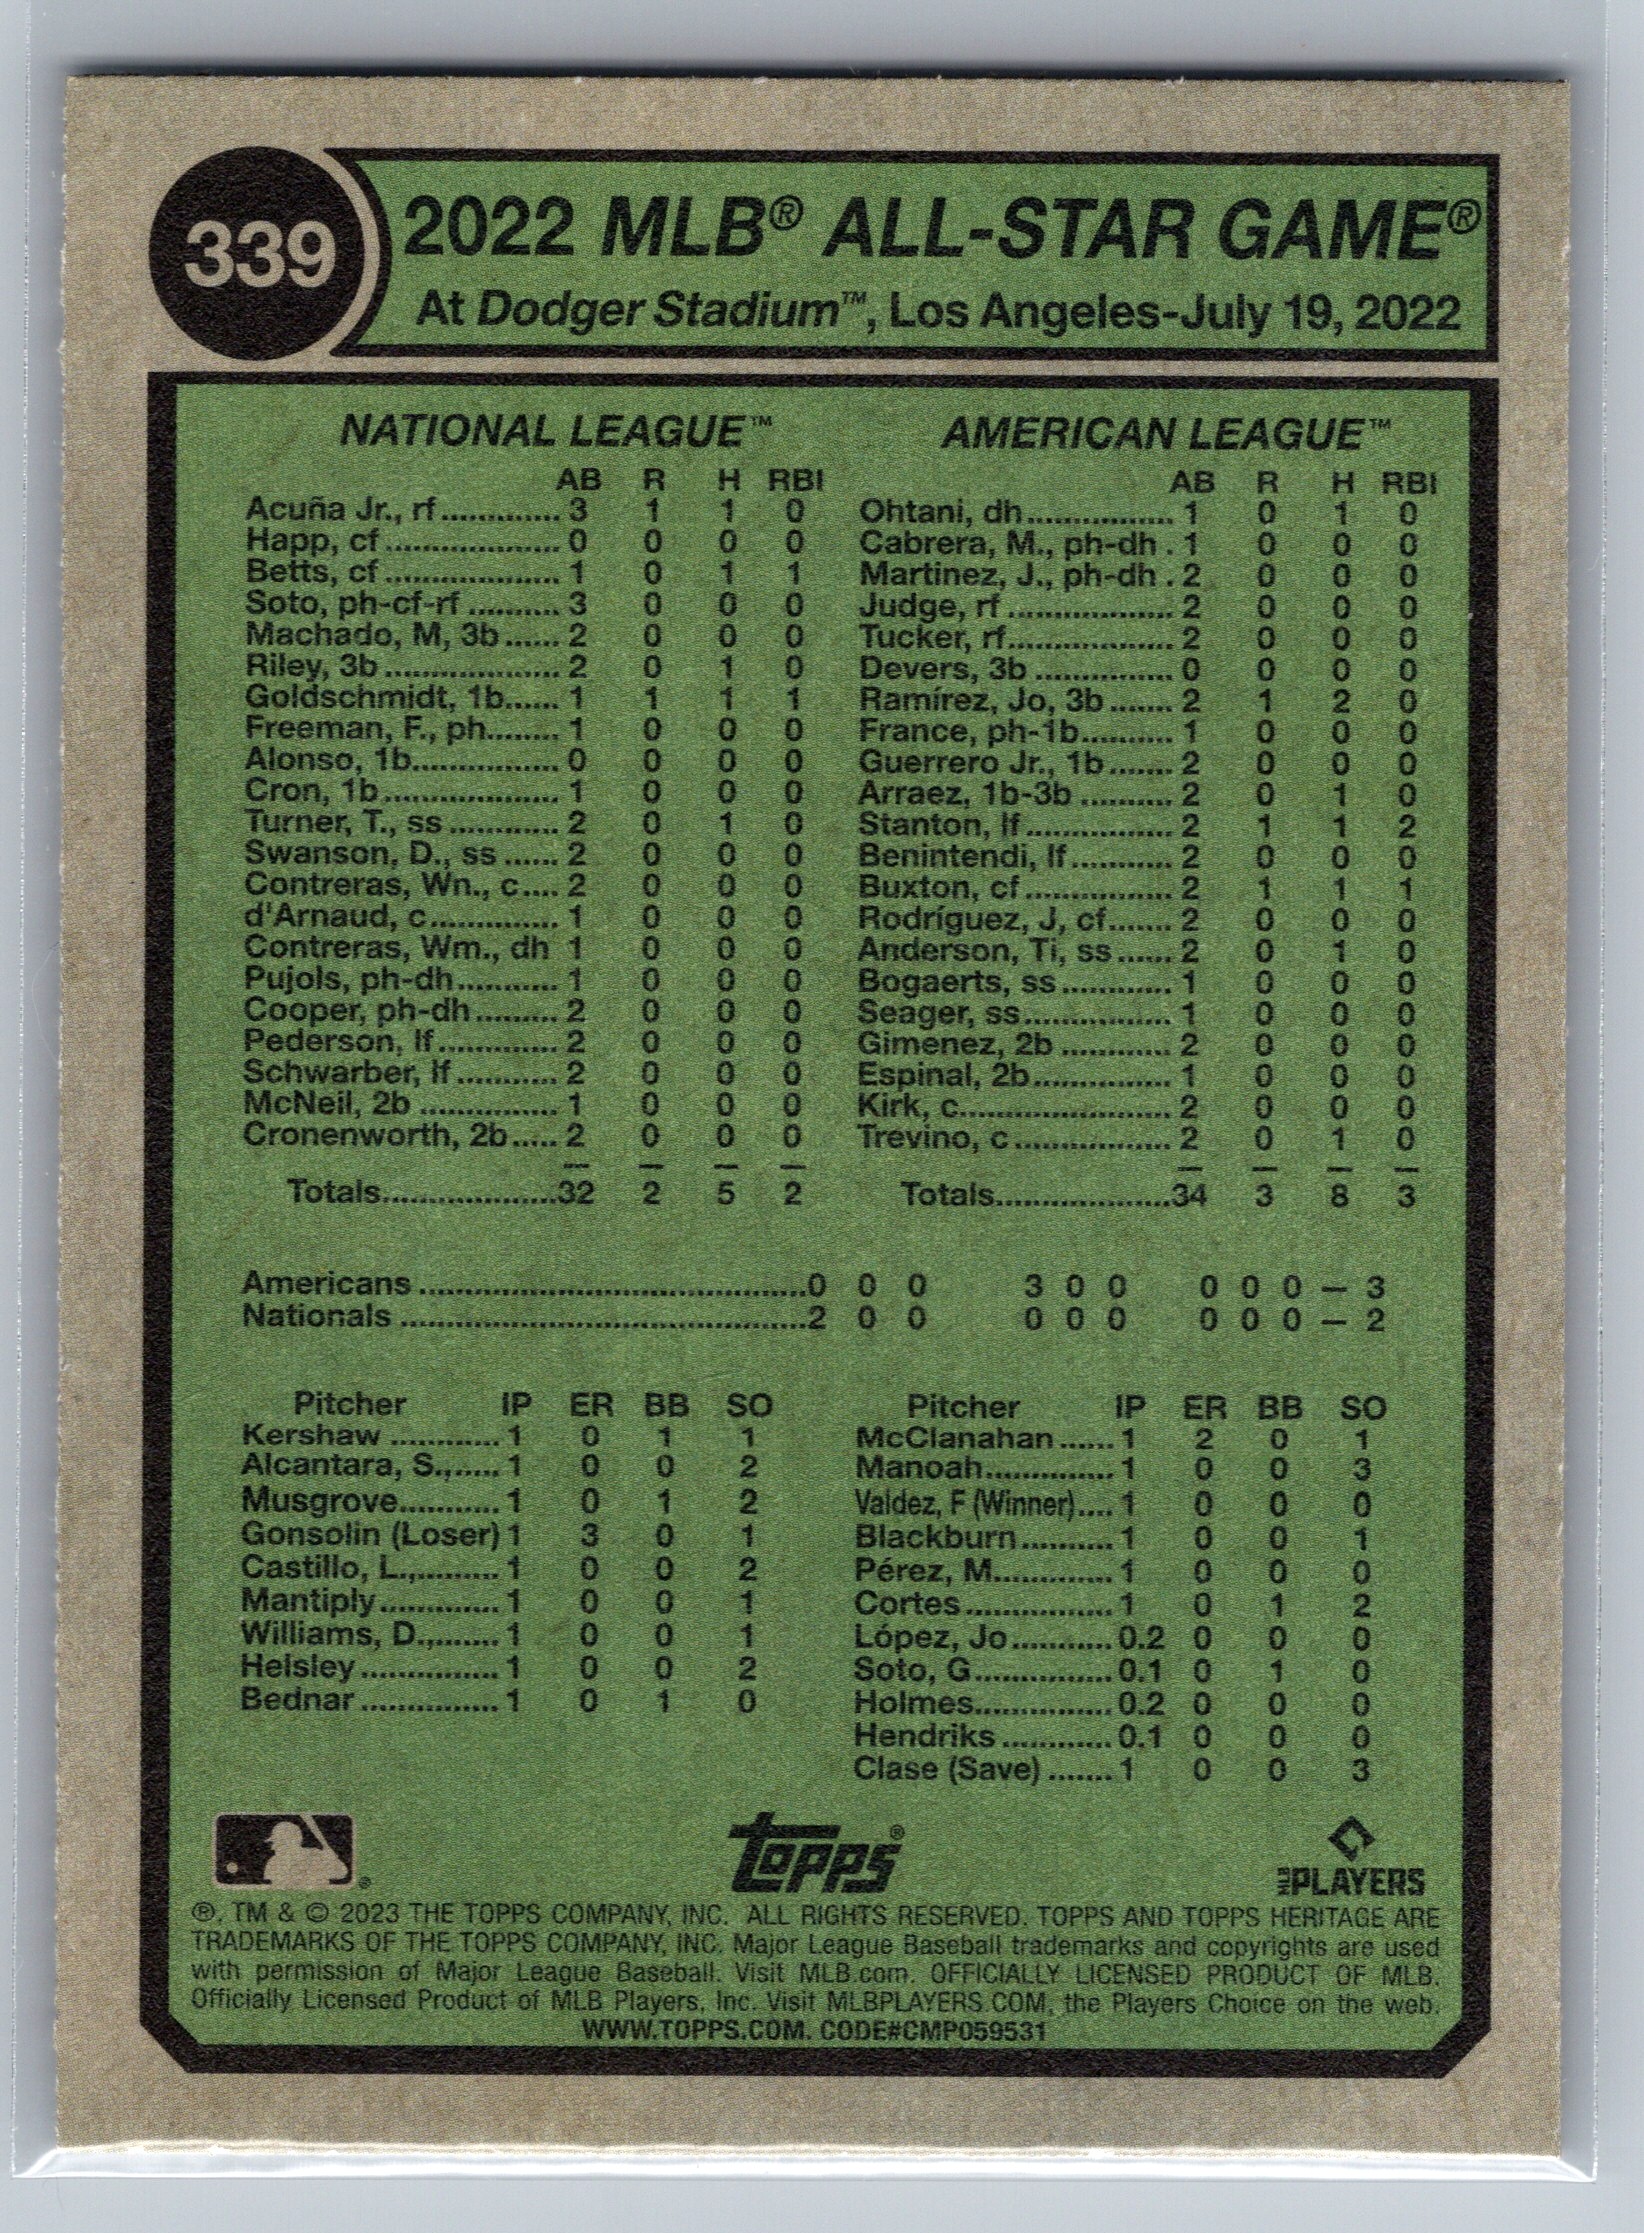 339
2022 MLB® ALL-STAR GAME®
At Dodger Stadium™, Los Angeles-July 19, 2022
NATIONAL LEAGUE™
AB R H RBI
Acuña Jr., rf.............. 3 1 1 0
Happ, cf .................... 0 0 0 0
Betts, cf .................... 1 0 1 1
Soto, ph-cf-rf .......... 3 0 0 0
Machado, M, 3b ...... 2 0 0 0
Riley, 3b .................... 2 0 1 0
Goldschmidt, 1b...... 1 1 1 1
Freeman, F., ph........ 1 0 0 0
Alonso, 1b................. 0 0 0 0
Cron, 1b .................... 1 0 0 0
Turner, T., ss ............. 2 0 1 0
Swanson, D., ss ...... 2 0 0 0
Contreras, Wn., c.... 2 0 0 0
d'Arnaud, c............... 1 0 0 0
Contreras, Wm., dh 1 0 0 0
Pujols, ph-dh............ 1 0 0 0
Cooper, ph-dh ......... 2 0 0 0
Pederson, lf.............. 2 0 0 0
Schwarber, lf ........... 2 0 0 0
McNeil, 2b ................ 1 0 0 0
Cronenworth, 2b..... 2 0 0 0
Totals.....................32 2 5 2
AMERICAN LEAGUE™
AB R H RBI
Ohtani, dh................. 1 0 1 0
Cabrera, M., ph-dh . 1 0 0 0
Martinez, J., ph-dh . 2 0 0 0
Judge, rf ................... 2 0 0 0
Tucker, rf................... 2 0 0 0
Devers, 3b ................ 0 0 0 0
Ramírez, Jo, 3b ....... 2 1 2 0
France, ph-1b........... 1 0 0 0
Guerrero Jr., 1b ....... 2 0 0 0
Arraez, 1b-3b ........... 2 0 1 0
Stanton, lf................. 2 1 1 2
Benintendi, lf ............ 2 0 0 0
Buxton, cf ................. 2 1 1 1
Rodríguez, J, cf....... 2 0 0 0
Anderson, Ti, ss ...... 2 0 1 0
Bogaerts, ss ............. 1 0 0 0
Seager, ss................. 1 0 0 0
Gimenez, 2b ............. 2 0 0 0
Espinal, 2b................ 1 0 0 0
Kirk, c......................... 2 0 0 0
Trevino, c .................. 2 0 1 0
Totals....................34 3 8 3
Americans .............................................0 0 0 3 0 0 0 0 0 – 3
Nationals ...............................................2 0 0 0 0 0 0 0 0 – 2
Pitcher IP ER BB SO
Kershaw ............. 1 0 1 1
Alcantara, S.,..... 1 0 0 2
Musgrove............ 1 0 1 2
Gonsolin (Loser) 1 3 0 1
Castillo, L.,.......... 1 0 0 2
Mantiply.............. 1 0 0 1
Williams, D.,........ 1 0 0 1
Helsley ................ 1 0 0 2
Bednar ................ 1 0 1 0
Pitcher IP ER BB SO
McClanahan ...... 1 2 0 1
Manoah............... 1 0 0 3
Valdez, F (Winner).... 1 0 0 0
Blackburn........... 1 0 0 1
Pérez, M.............. 1 0 0 0
Cortes ................. 1 0 1 2
López, Jo............ 0.2 0 0 0
Soto, G................ 0.1 0 1 0
Holmes................ 0.2 0 0 0
Hendriks ............. 0.1 0 0 0
Clase (Save) ........ 1 0 0 3
topps®
MLB PLAYERS
®, TM & © 2023 THE TOPPS COMPANY, INC. ALL RIGHTS RESERVED. TOPPS AND TOPPS HERITAGE ARE
TRADEMARKS OF THE TOPPS COMPANY, INC. Major League Baseball trademarks and copyrights are used
with permission of Major League Baseball. Visit MLB.com. OFFICIALLY LICENSED PRODUCT OF MLB.
Officially Licensed Product of MLB Players, Inc. Visit MLBPLAYERS.COM, the Players Choice on the web.
WWW.TOPPS.COM. CODE#CMP059531